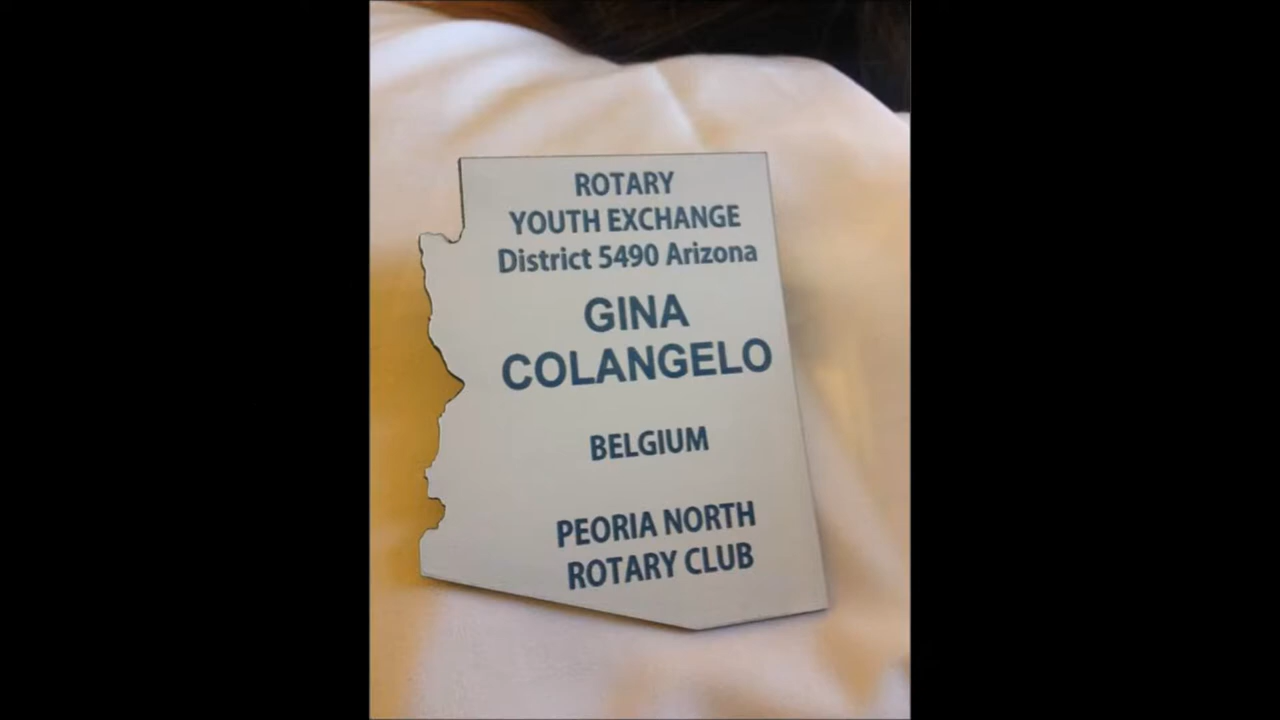 ROTARY
YOUTH EXCHANGE
District 5490 Arizona
GINA
COLANGELO
BELGIUM
PEORIA NORTH
ROTARY CLUB